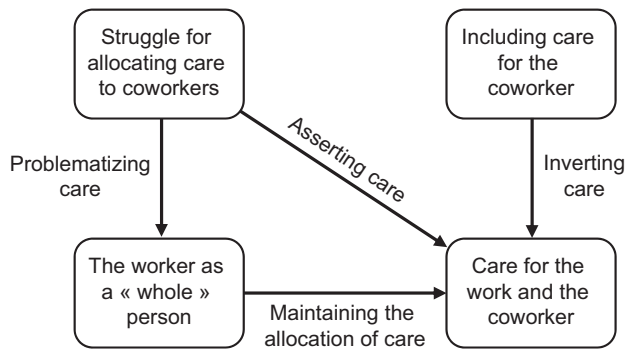 Struggle for
allocating care
to coworkers
Including care
for the
coworker
Problematizing
care
Asserting care
Inverting
care
The worker as
a « whole »
person
Maintaining the
allocation of care
Care for the
work and the
coworker